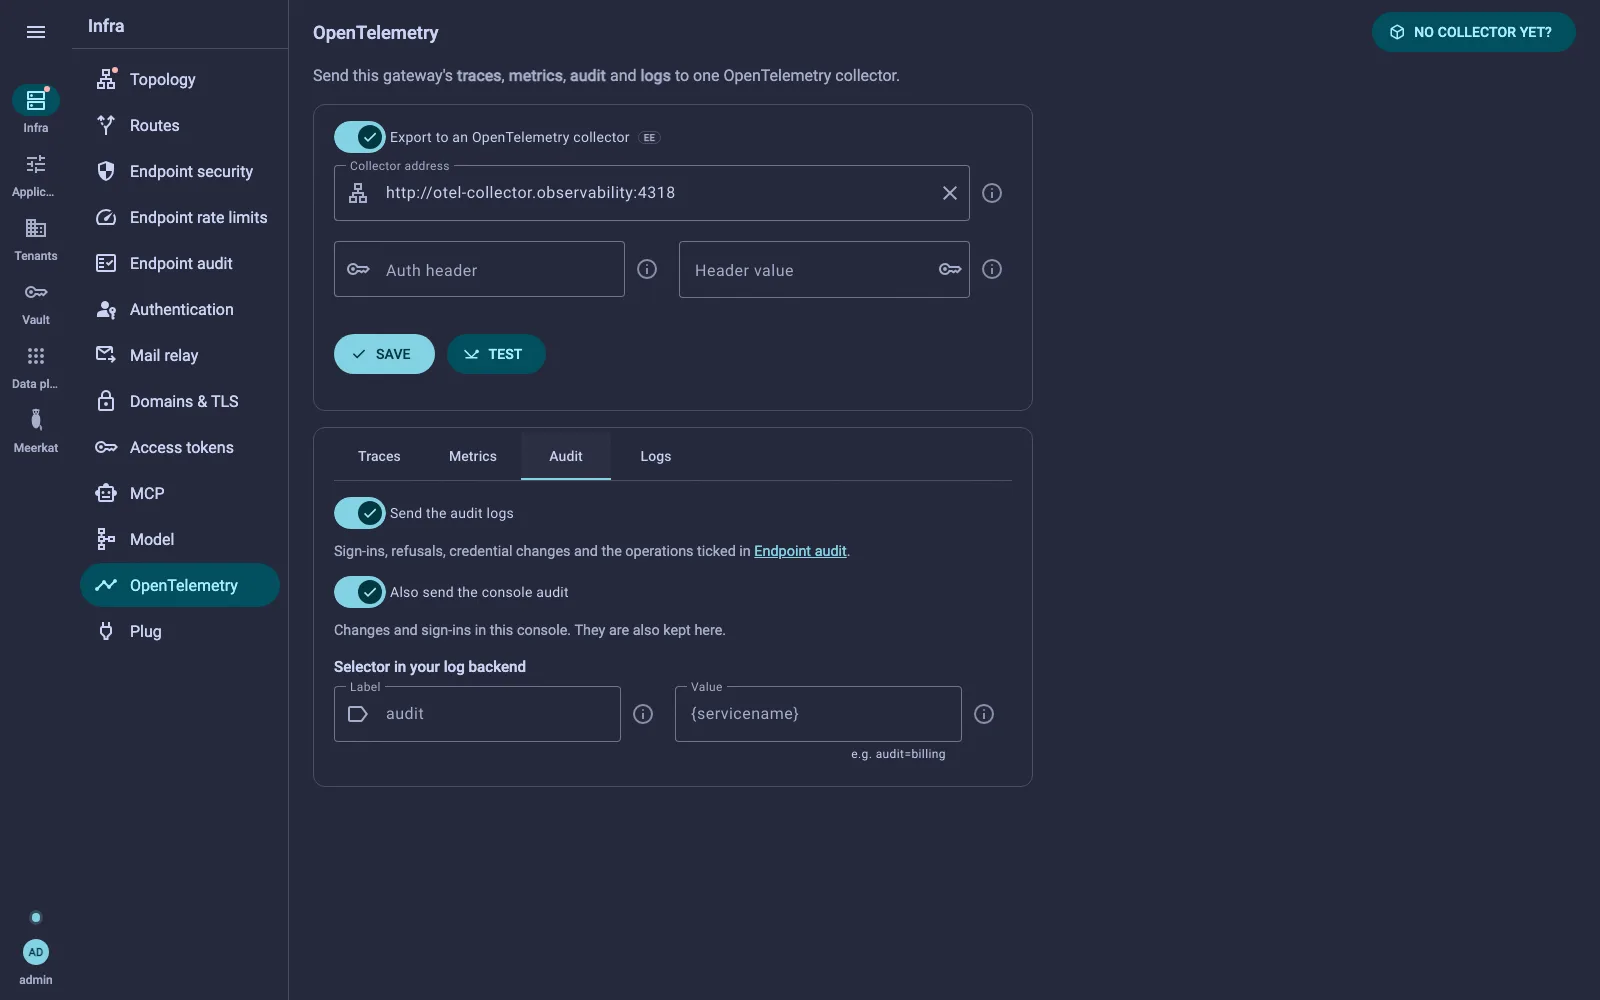 Infra
OpenTelemetry
NO COLLECTOR YET?
Send this gateway's traces, metrics, audit and logs to one OpenTelemetry collector.
Infra
Applic...
Tenants
Vault
Data pl...
Meerkat
Topology
Routes
Endpoint security
Endpoint rate limits
Endpoint audit
Authentication
Mail relay
Domains & TLS
Access tokens
MCP
Model
OpenTelemetry
Plug
Export to an OpenTelemetry collector EE
Collector address
http://otel-collector.observability:4318
Auth header
Header value
SAVE
TEST
Traces
Metrics
Audit
Logs
Send the audit logs
Sign-ins, refusals, credential changes and the operations ticked in Endpoint audit.
Also send the console audit
Changes and sign-ins in this console. They are also kept here.
Selector in your log backend
Label
audit
Value
{servicename}
e.g. audit=billing
AD
admin